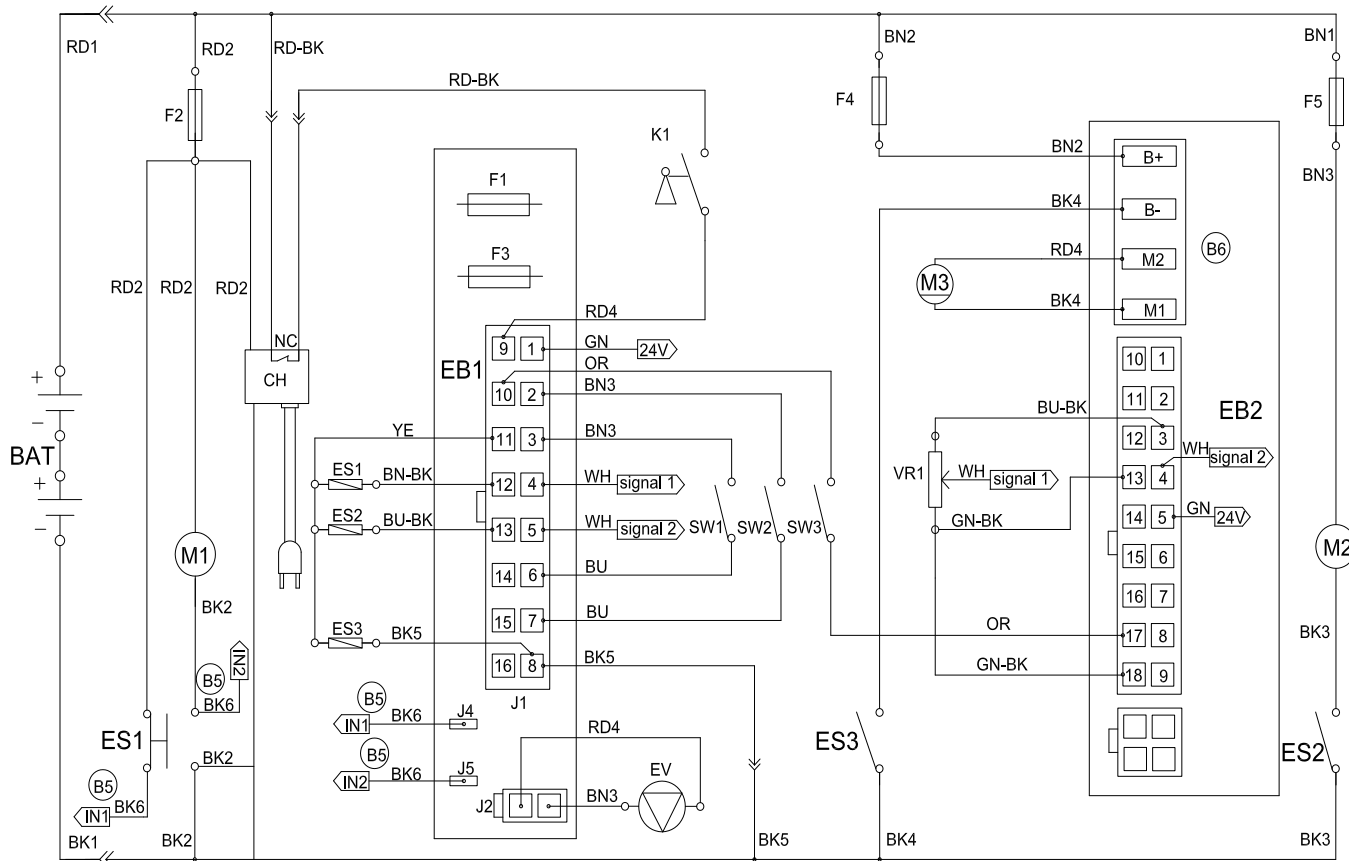 RD1
RD2
RD-BK
BN2
BN1
RD-BK
F2
K1
F4
F5
F1
BN2
B+
BN3
BK4
B-
F3
RD4
M2
B6
RD2
RD2
RD2
M3
BK4
M1
NC
RD4
CH
EB1
9
1
GN
24V
OR
10
1
+
10
2
BN3
11
2
EB2
-
BU-BK
YE
11
3
BN3
12
3
WH
signal 2
BAT
ES1
BN-BK
12
4
WH
signal 1
VR1
WH
signal 1
13
4
+
ES2
BU-BK
13
5
WH
signal 2
SW1
SW2
SW3
GN-BK
14
5
GN
24V
-
M1
M2
15
6
14
6
BU
16
7
BK2
15
7
BU
OR
17
8
ES3
BK5
BK3
IN2
16
8
BK5
GN-BK
18
9
B5
BK6
J1
B5
IN1
BK6
J4
ES1
RD4
ES3
ES2
B5
BK2
IN2
BK6
J5
EV
B5
IN1
BK6
J2
BN3
BK1
BK2
BK5
BK4
BK3